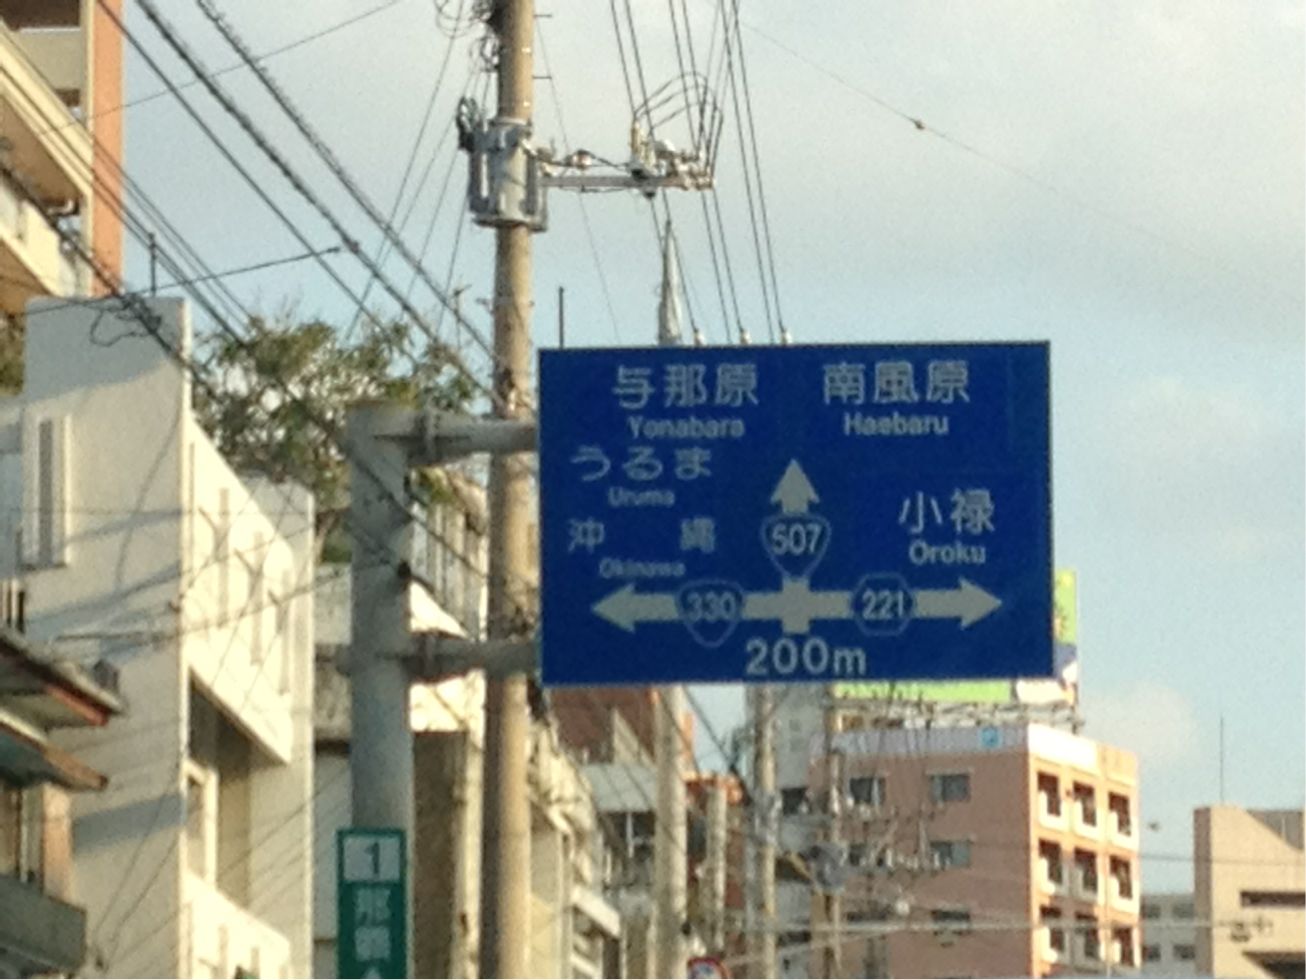 与那原 南風原
Yonabaru Haebaru
うるま
Uruma
小禄
Oroku
沖 縄
Okinawa
507
330 221
200m
1